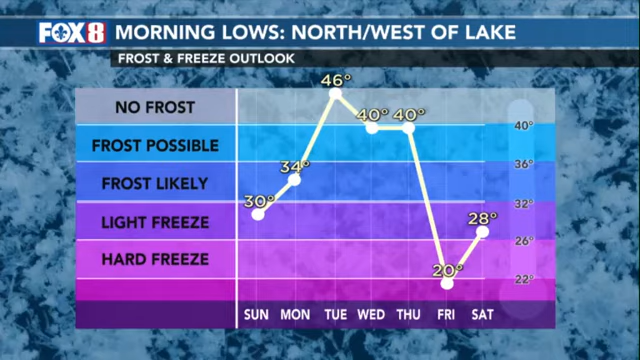 FOX 8 MORNING LOWS: NORTH/WEST OF LAKE
FROST & FREEZE OUTLOOK
46°
NO FROST
40° 40°
40°
FROST POSSIBLE
34°
36°
FROST LIKELY
30°
32°
LIGHT FREEZE
28°
26°
HARD FREEZE
20°
22°
SUN MON TUE WED THU FRI SAT